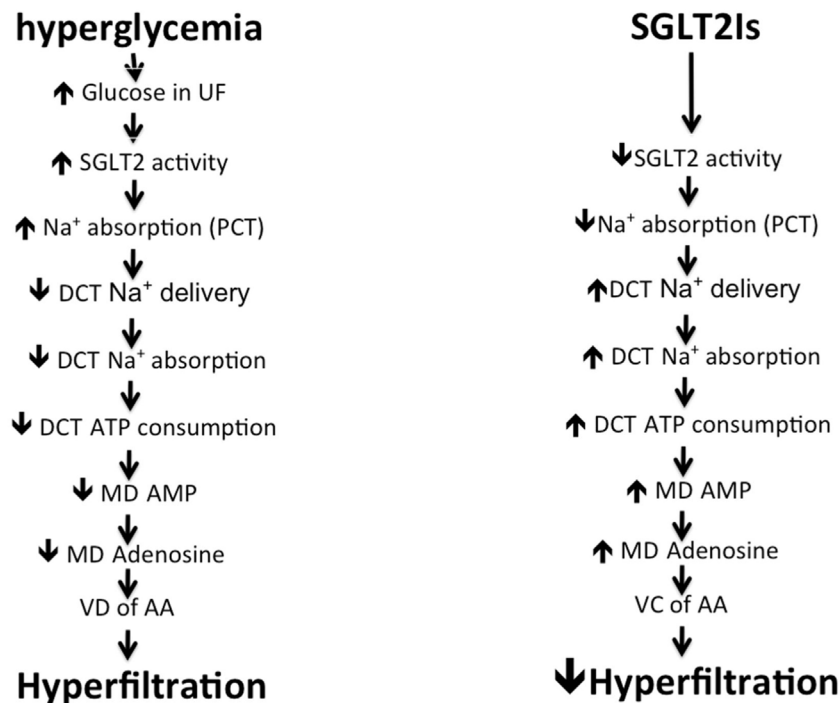 hyperglycemia
↑ Glucose in UF
↑ SGLT2 activity
↑ Na⁺ absorption (PCT)
↓ DCT Na⁺ delivery
↓ DCT Na⁺ absorption
↓ DCT ATP consumption
↓ MD AMP
↓ MD Adenosine
VD of AA
Hyperfiltration
SGLT2Is
↓SGLT2 activity
↓Na⁺ absorption (PCT)
↑DCT Na⁺ delivery
↑ DCT Na⁺ absorption
↑ DCT ATP consumption
↑ MD AMP
↑ MD Adenosine
VC of AA
↓Hyperfiltration